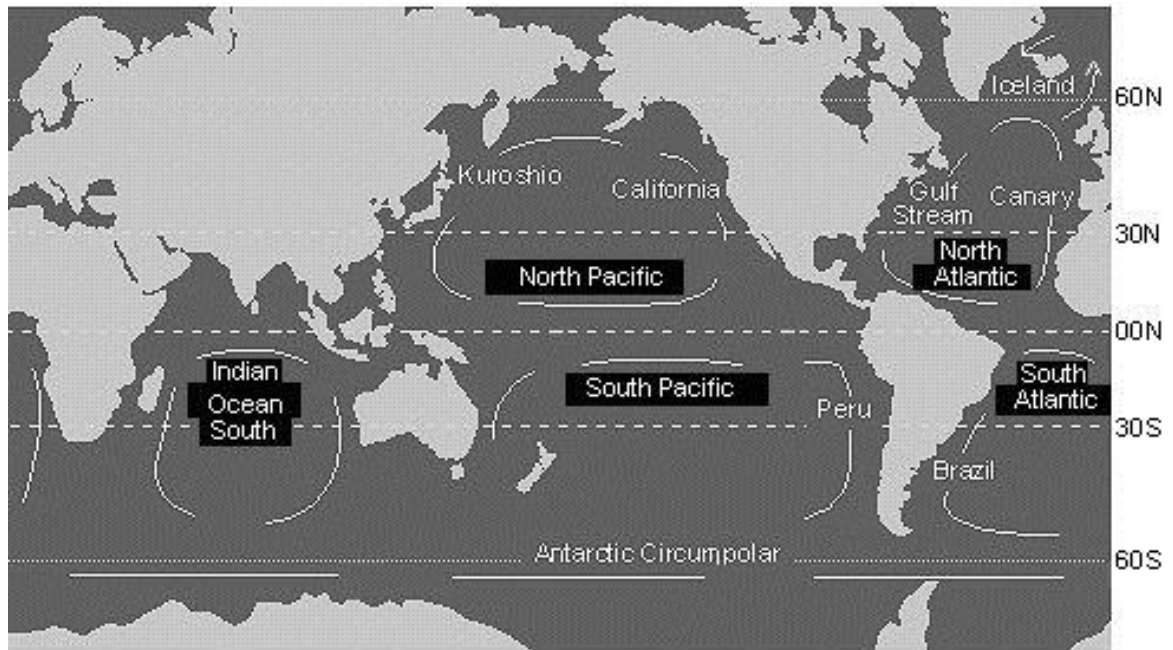 Iceland
60N
Kuroshio
California
Gulf
Stream
Canary
30N
North
Atlantic
North Pacific
00N
Indian
Ocean
South
South Pacific
South
Atlantic
Peru
30S
Brazil
Antarctic Circumpolar
60S